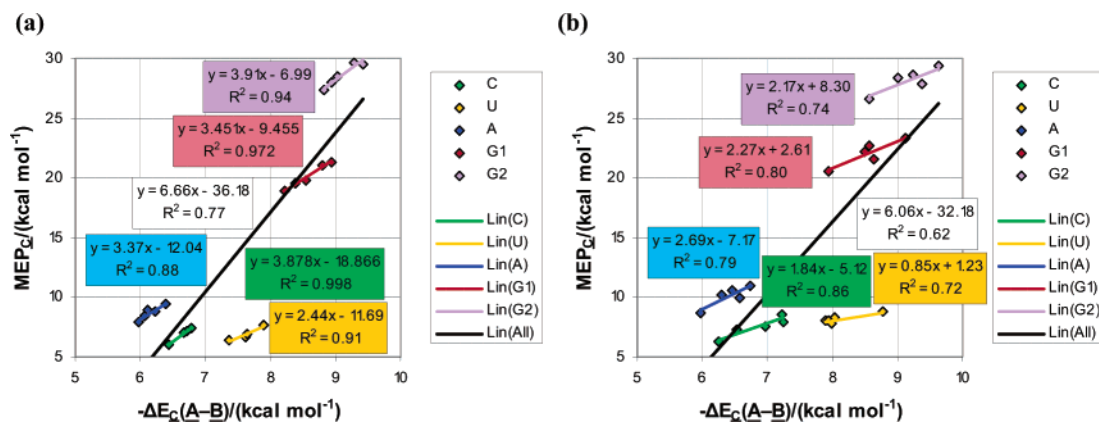 (a)
MEPC/(kcal mol-1)
30
25
20
15
10
5
y = 3.91x - 6.99
R2 = 0.94
y = 3.451x - 9.455
R2 = 0.972
y = 6.66x - 36.18
R2 = 0.77
y = 3.37x - 12.04
R2 = 0.88
y = 3.878x - 18.866
R2 = 0.998
y = 2.44x - 11.69
R2 = 0.91
5 6 7 8 9 10
-ΔEC(A–B)/(kcal mol-1)
C
U
A
G1
G2
Lin(C)
Lin(U)
Lin(A)
Lin(G1)
Lin(G2)
Lin(All)
(b)
MEPC/(kcal mol-1)
30
25
20
15
10
5
y = 2.17x + 8.30
R2 = 0.74
y = 2.27x + 2.61
R2 = 0.80
y = 6.06x - 32.18
R2 = 0.62
y = 2.69x - 7.17
R2 = 0.79
y = 1.84x - 5.12
R2 = 0.86
y = 0.85x + 1.23
R2 = 0.72
5 6 7 8 9 10
-ΔEC(A–B)/(kcal mol-1)
C
U
A
G1
G2
Lin(C)
Lin(U)
Lin(A)
Lin(G1)
Lin(G2)
Lin(All)